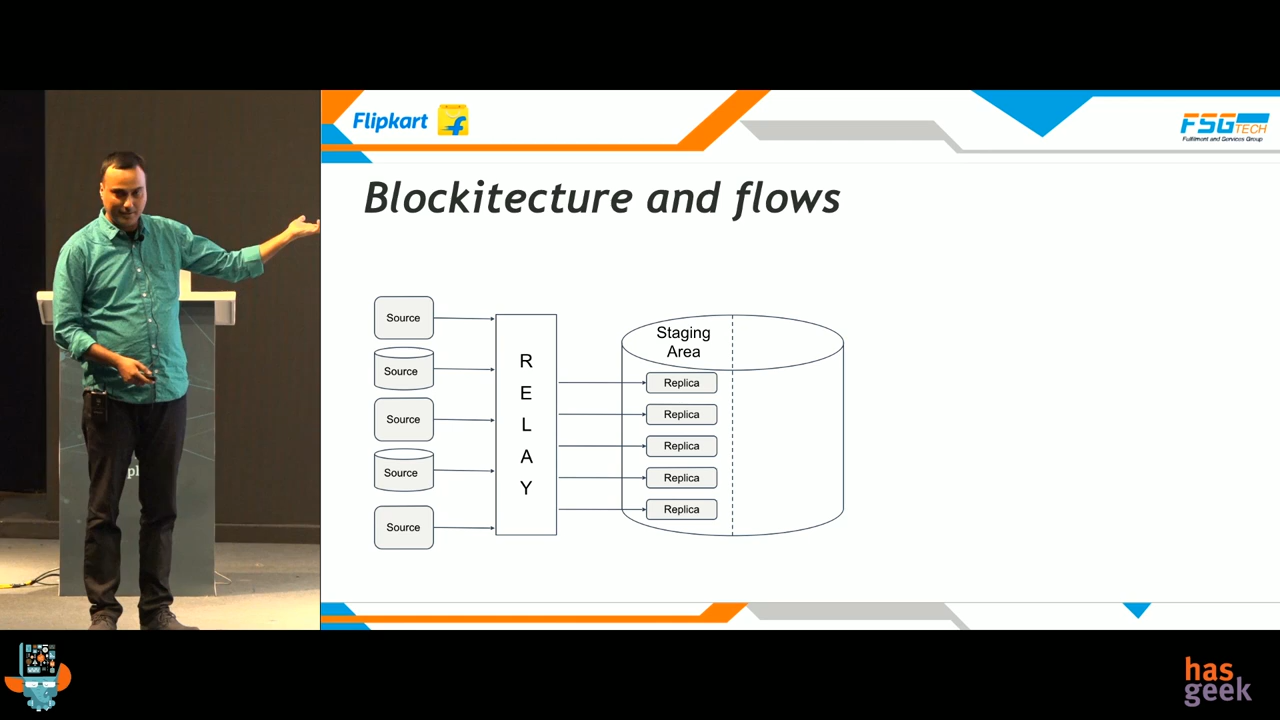 Flipkart
FSG TECH
Fulfilment and Services Group
Blockitecture and flows
Source
Source
Source
Source
Source
R
E
L
A
Y
Staging
Area
Replica
Replica
Replica
Replica
Replica
has
geek